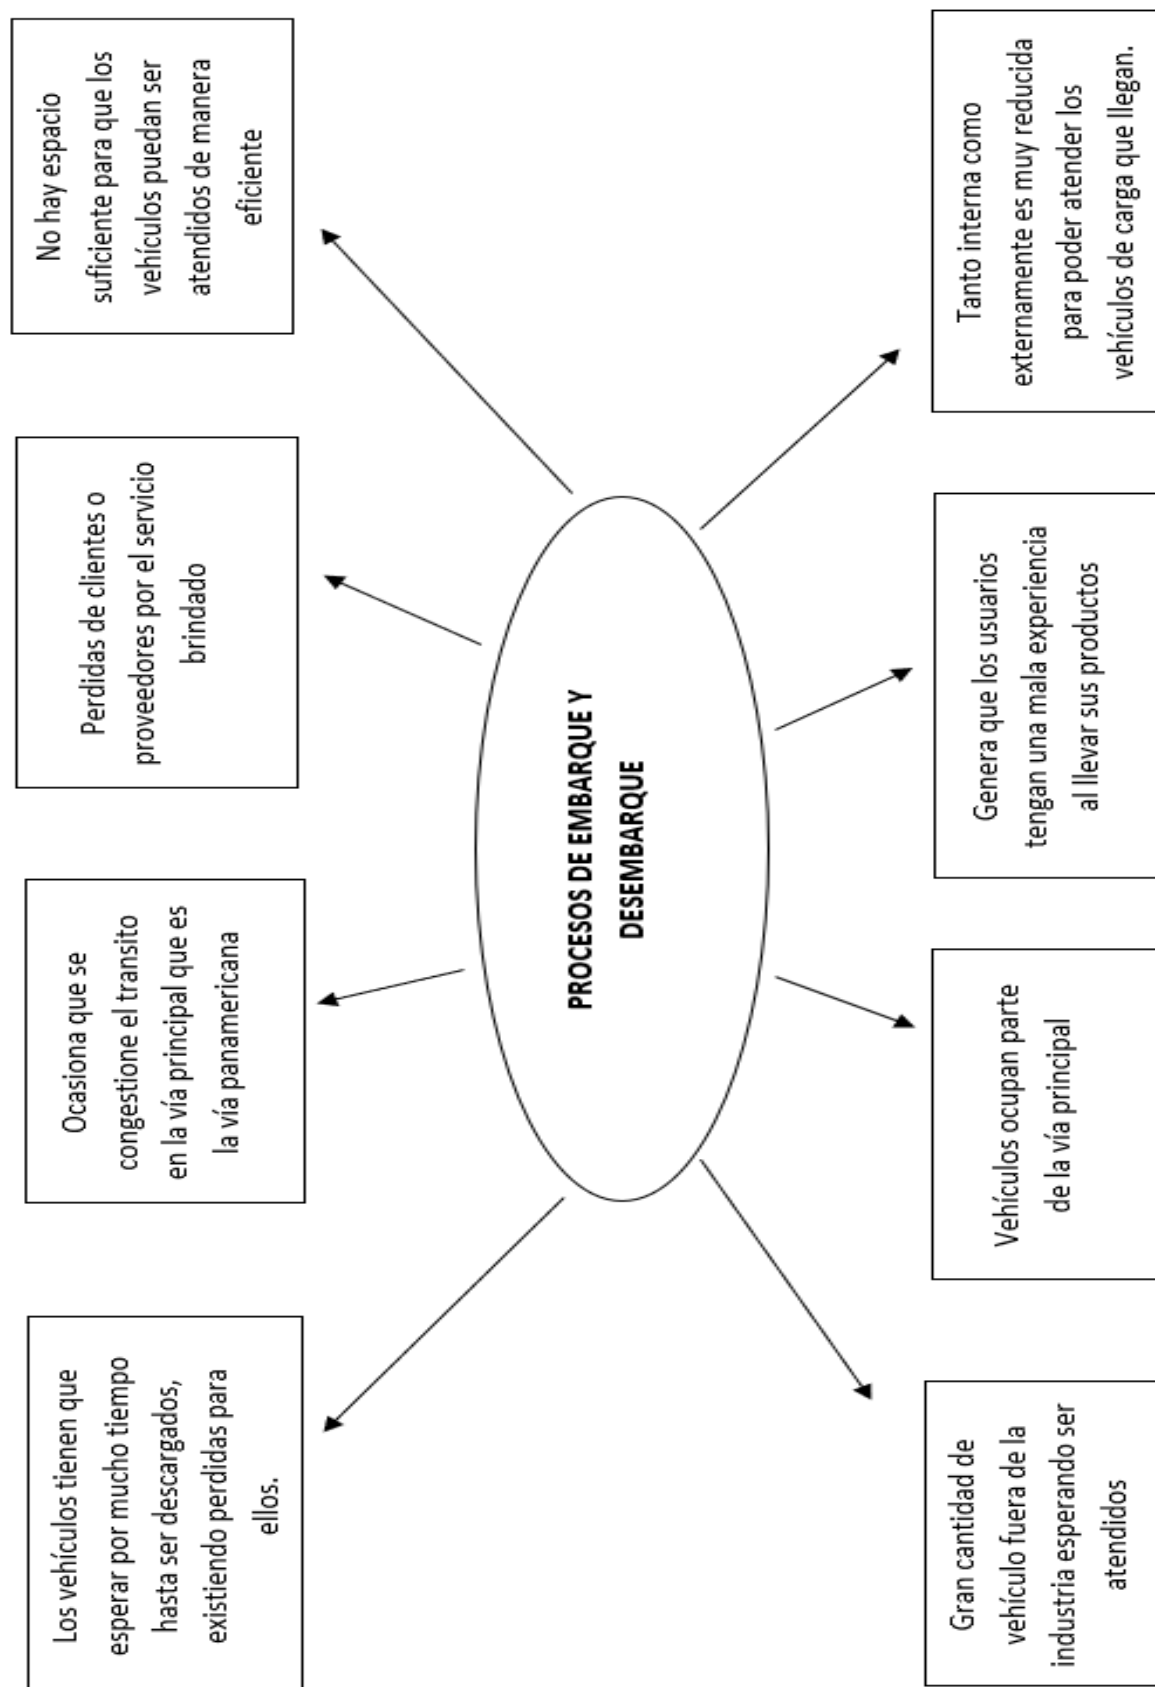 Los vehículos tienen que
esperar por mucho tiempo
hasta ser descargados,
existiendo perdidas para
ellos.
Ocasiona que se
congestione el transito
en la vía principal que es
la vía panamericana
Perdidas de clientes o
proveedores por el servicio
brindado
No hay espacio
suficiente para que los
vehículos puedan ser
atendidos de manera
eficiente
PROCESOS DE EMBARQUE Y
DESEMBARQUE
Gran cantidad de
vehículo fuera de la
industria esperando ser
atendidos
Vehículos ocupan parte
de la vía principal
Genera que los usuarios
tengan una mala experiencia
al llevar sus productos
Tanto interna como
externamente es muy reducida
para poder atender los
vehículos de carga que llegan.